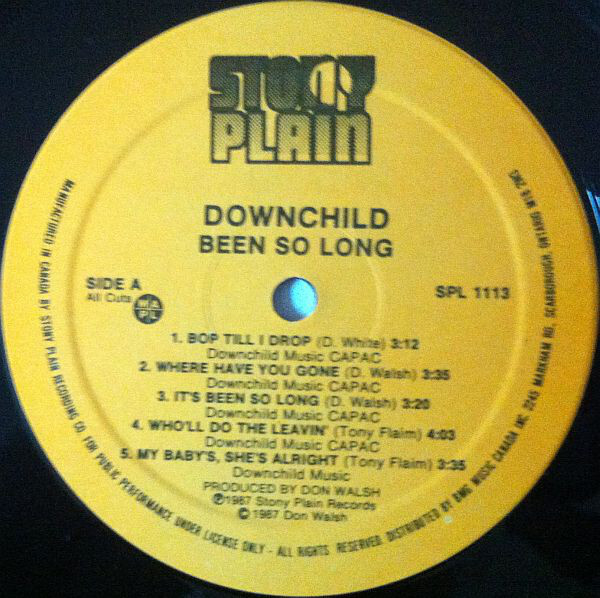 STONY
PLAIN
DOWNCHILD
BEEN SO LONG
SIDE A
All Cuts
MAPL
SPL 1113
1. BOP TILL I DROP (D. White) 3:12
Downchild Music CAPAC
2. WHERE HAVE YOU GONE (D. Walsh) 3:35
Downchild Music CAPAC
3. IT'S BEEN SO LONG (D. Walsh) 3:20
Downchild Music CAPAC
4. WHO'LL DO THE LEAVIN' (Tony Flaim) 4:03
Downchild Music CAPAC
5. MY BABY'S, SHE'S ALRIGHT (Tony Flaim) 3:35
Downchild Music
PRODUCED BY DON WALSH
℗1987 Stony Plain Records
© 1987 Don Walsh
MANUFACTURED IN CANADA BY STONY PLAIN RECORDING CO. FOR PUBLIC PERFORMANCE UNDER LICENSE ONLY - ALL RIGHTS RESERVED DISTRIBUTED BY BMG MUSIC CANADA INC. 2245 MARKHAM RD, SCARBOROUGH ONTARIO